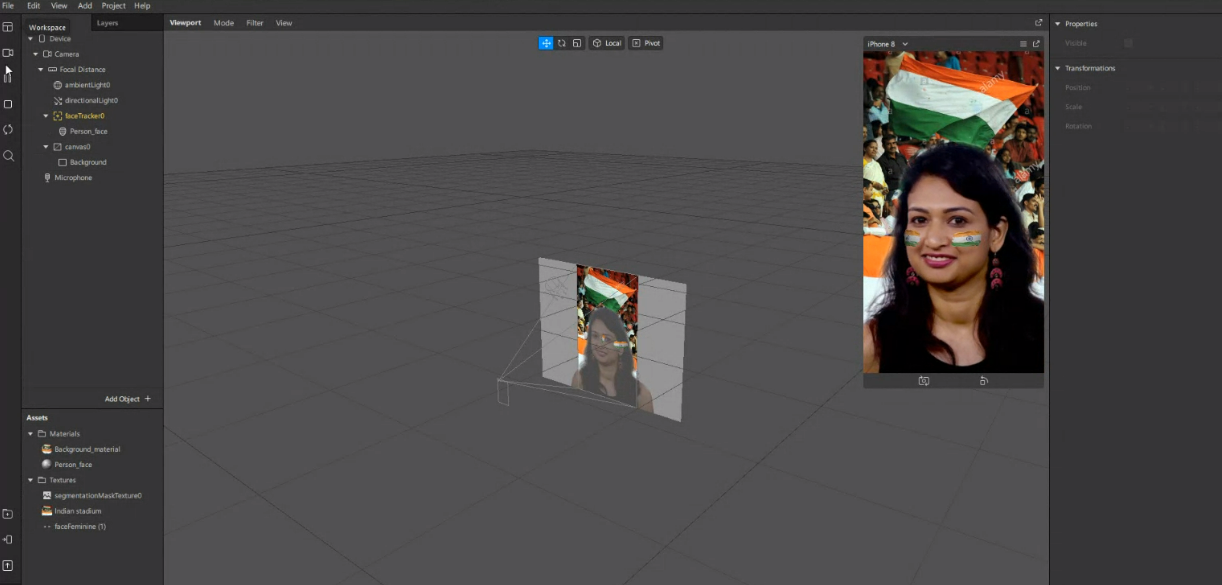 File Edit View Add Project Help
Workspace Layers
Device
Camera
Focal Distance
ambientLight0
directionalLight0
faceTracker0
Person_face
canvas0
Background
Microphone
Add Object +
Assets
Materials
Background_material
Person_face
Textures
segmentationMaskTexture0
Indian stadium
faceFeminine (1)
Viewport Mode Filter View
Local Pivot
iPhone 8
alamy
alamy
Properties
Visible
Transformations
Position
Scale
Rotation